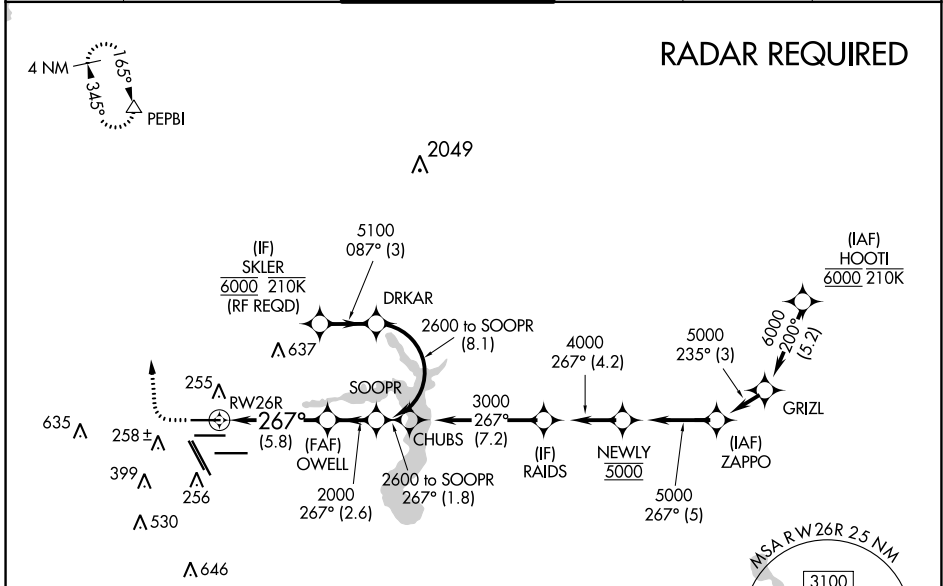 RADAR REQUIRED
4 NM
165°
345°
PEPBI
2049
5100
087° (3)
(IF)
SKLER
6000 210K
(RF REQD)
DRKAR
(IAF)
HOOTI
6000 210K
637
2600 to SOOPR
(8.1)
4000
267° (4.2)
5000
235° (3)
6000
200°
(5.2)
GRIZL
255
RW26R
SOOPR
635
258 ±
267°
(5.8)
(FAF)
OWELL
CHUBS
3000
267°
(7.2)
(IF)
RAIDS
NEWLY
5000
(IAF)
ZAPPO
399
256
2000
267° (2.6)
2600 to SOOPR
267° (1.8)
5000
267° (5)
530
646
MSA RW26R 25 NM
3100